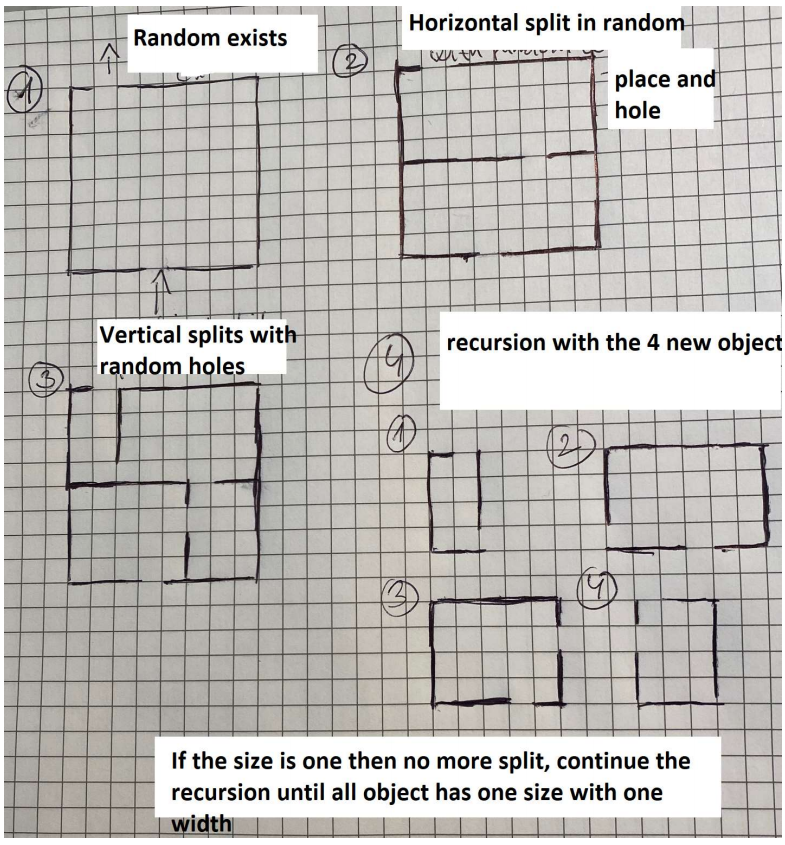 Random exists
1
Horizontal split in random
2
place and
hole
Vertical splits with
random holes
3
4
recursion with the 4 new object
1
2
3
4
If the size is one then no more split, continue the
recursion until all object has one size with one
width